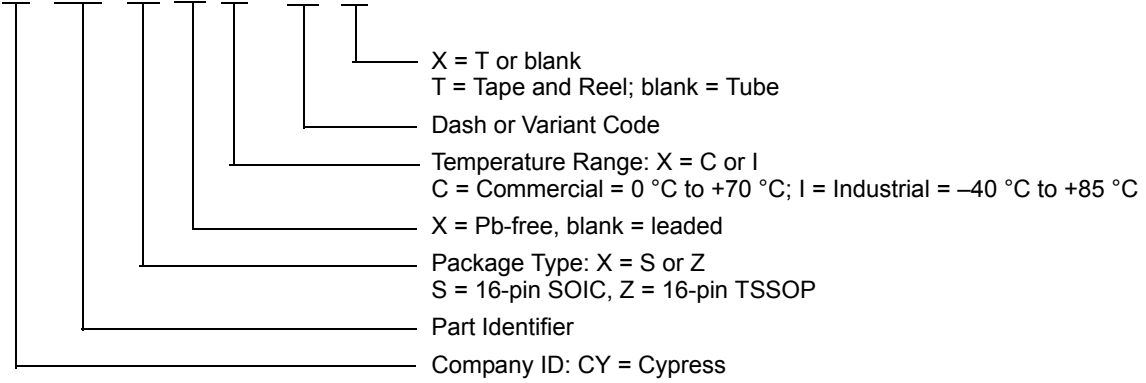 X = T or blank
T = Tape and Reel; blank = Tube
Dash or Variant Code
Temperature Range: X = C or I
C = Commercial = 0 °C to +70 °C; I = Industrial = –40 °C to +85 °C
X = Pb-free, blank = leaded
Package Type: X = S or Z
S = 16-pin SOIC, Z = 16-pin TSSOP
Part Identifier
Company ID: CY = Cypress